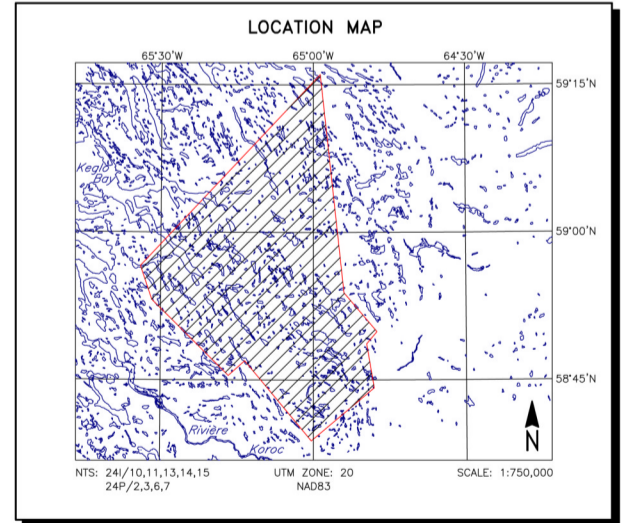 LOCATION MAP
65°30'W 65°00'W 64°30'W
59°15'N
Keglo
Bay
59°00'N
58°45'N
Rivière
Koroc
N
NTS: 24I/10,11,13,14,15 UTM ZONE: 20 SCALE: 1:750,000
24P/2,3,6,7 NAD83